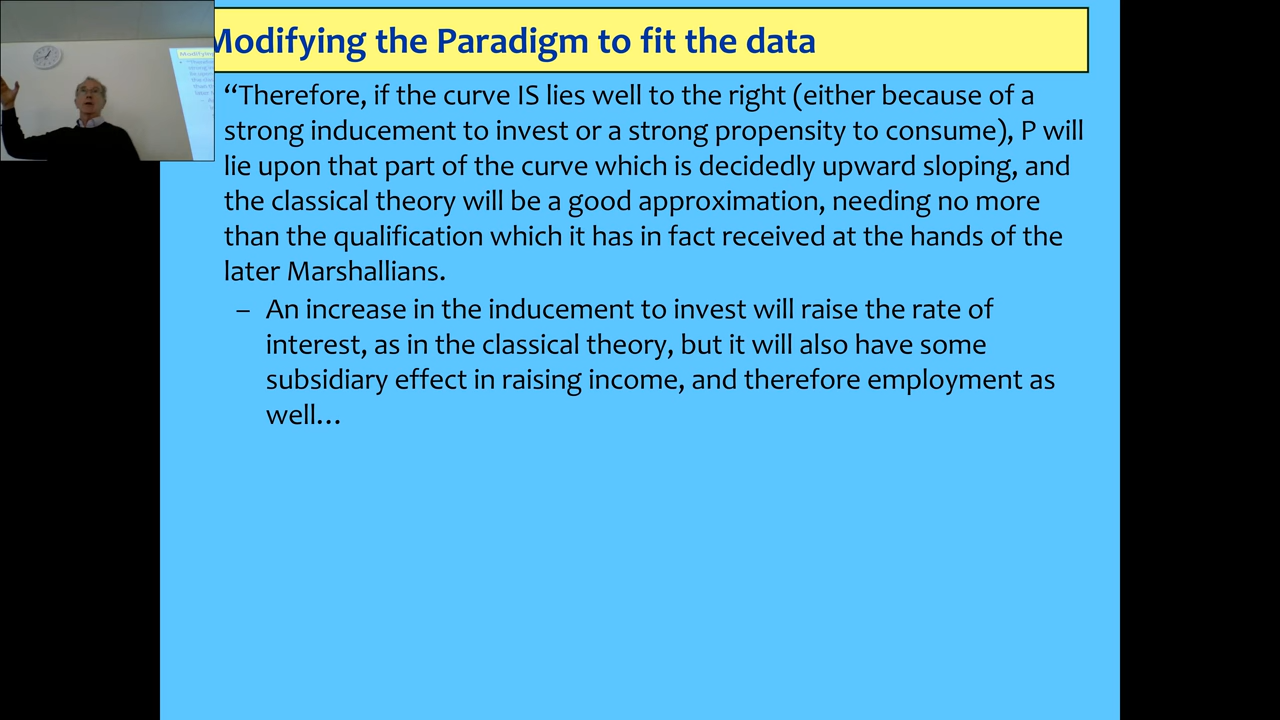 Modifying the Paradigm to fit the data
“Therefore, if the curve IS lies well to the right (either because of a
strong inducement to invest or a strong propensity to consume), P will
lie upon that part of the curve which is decidedly upward sloping, and
the classical theory will be a good approximation, needing no more
than the qualification which it has in fact received at the hands of the
later Marshallians.
– An increase in the inducement to invest will raise the rate of
interest, as in the classical theory, but it will also have some
subsidiary effect in raising income, and therefore employment as
well…